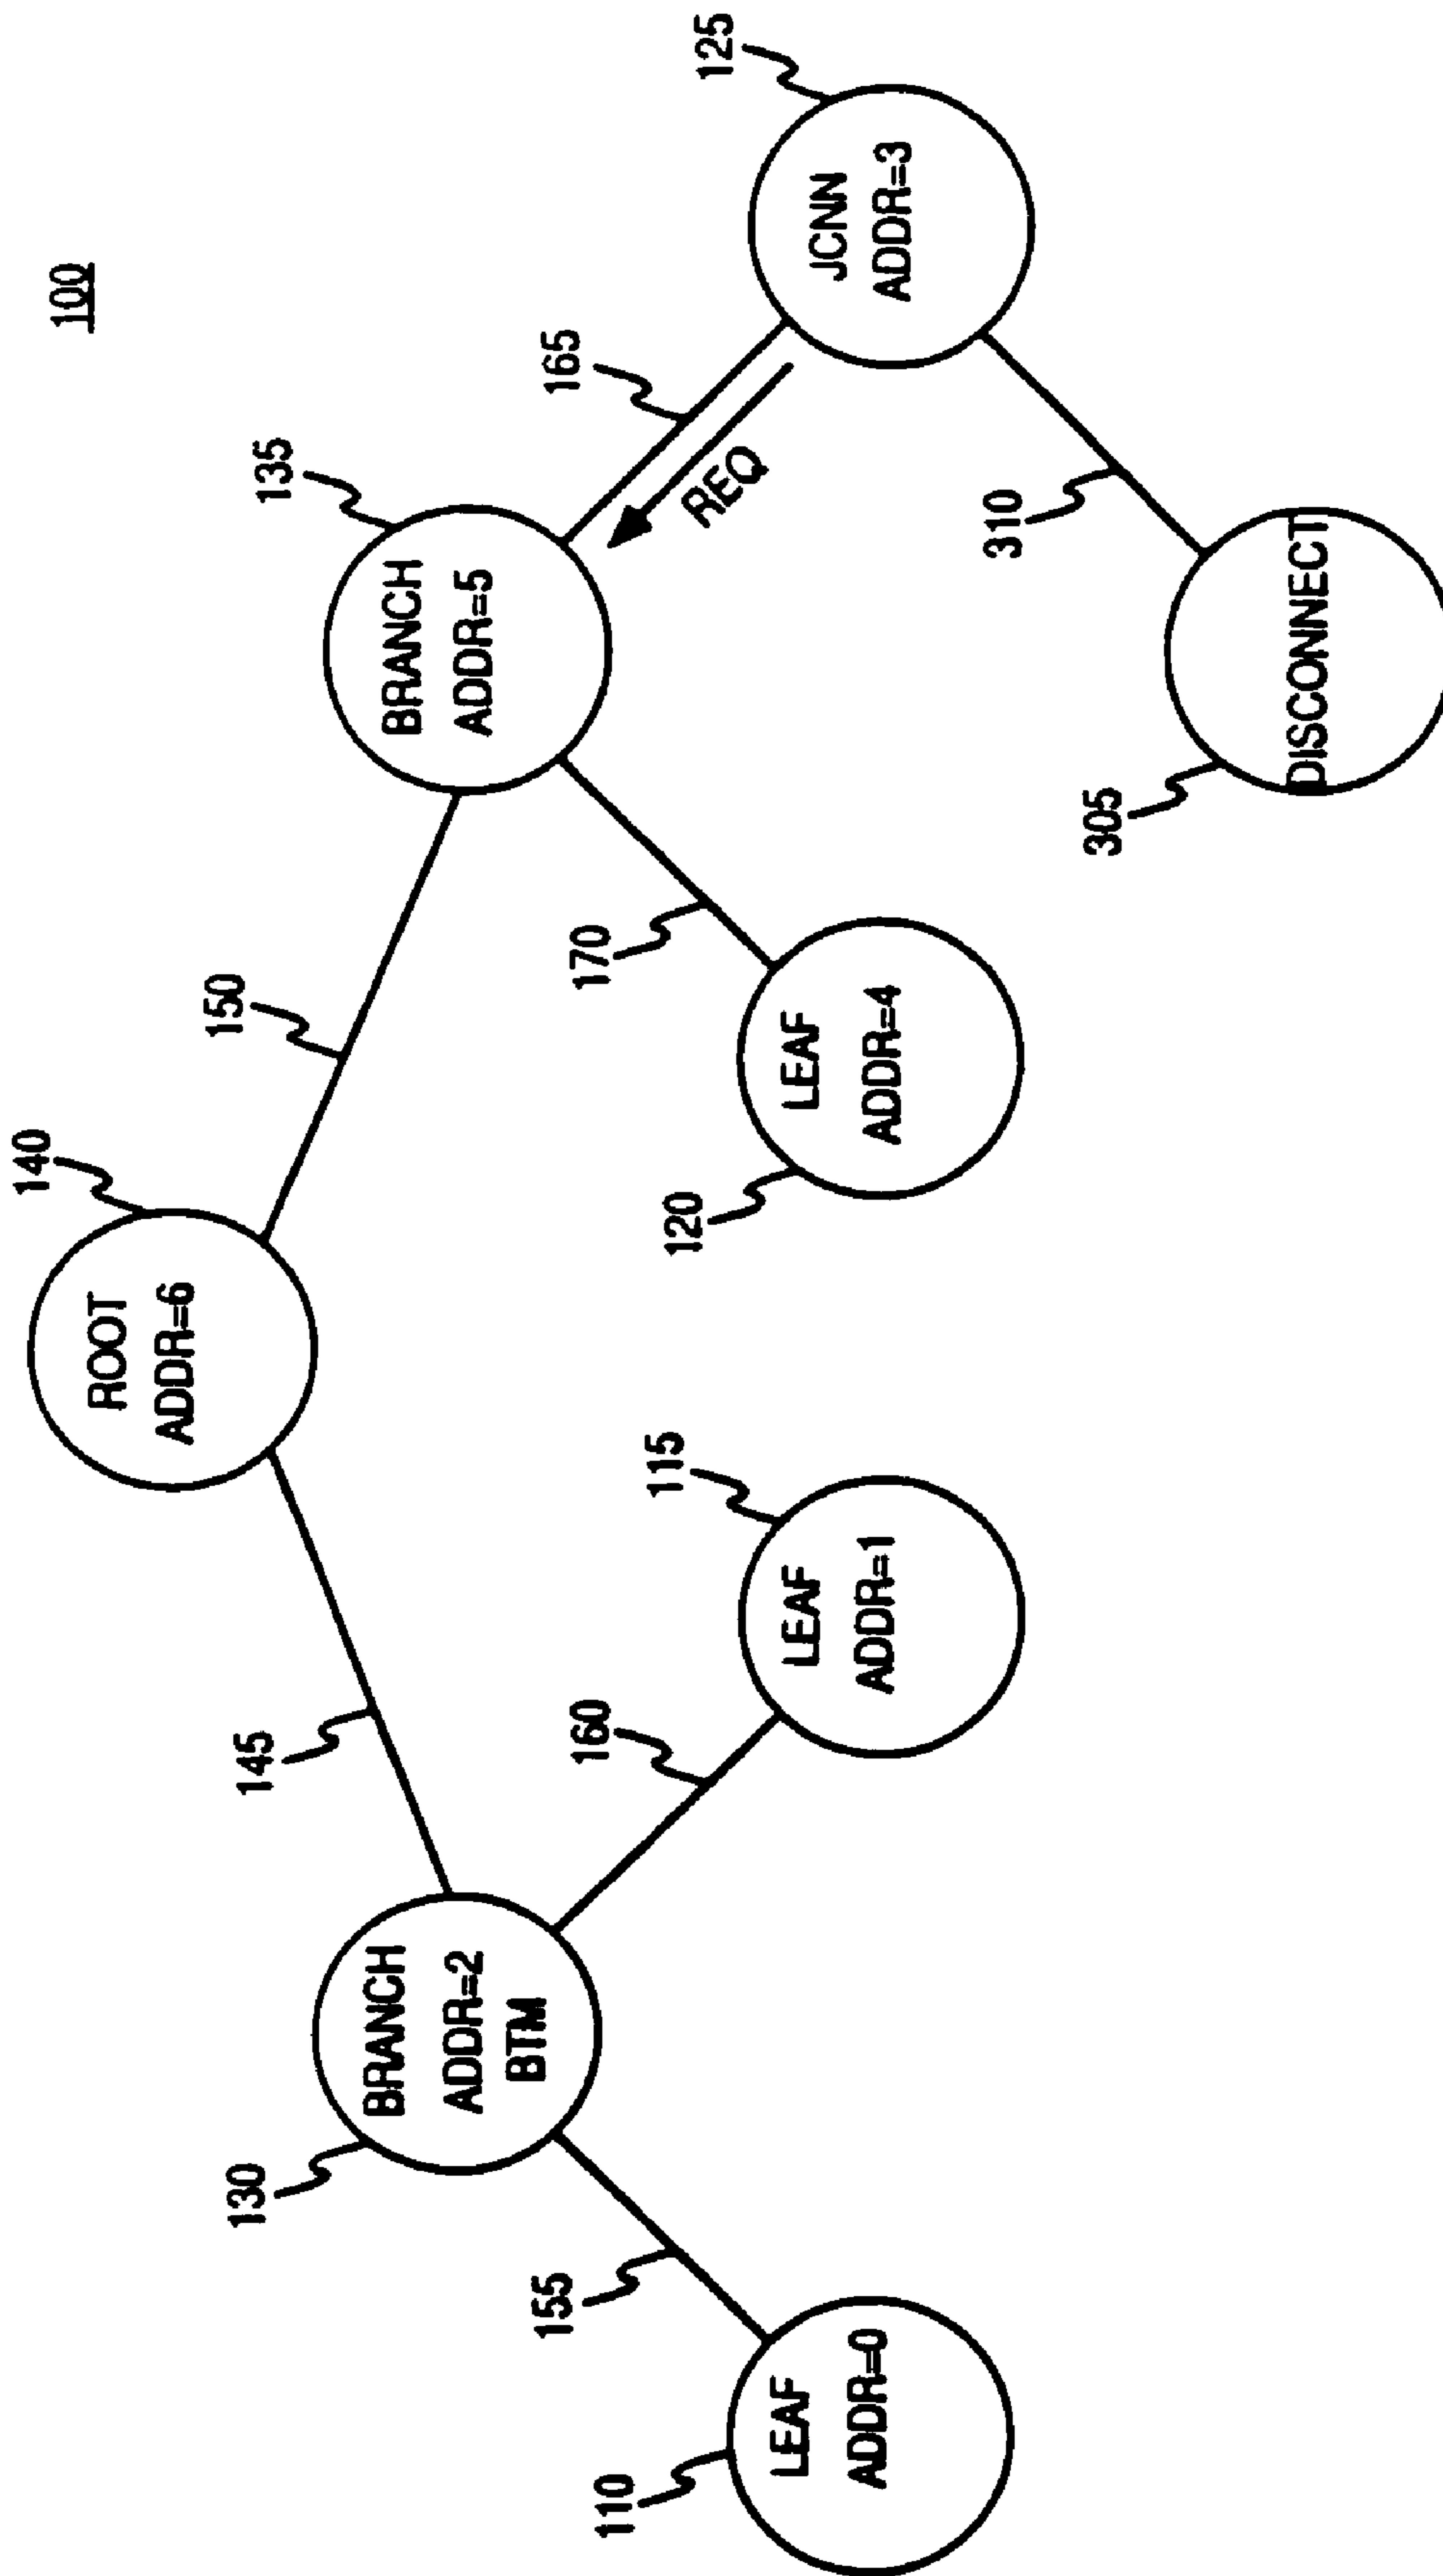 100
140
ROOT
ADDR=6
145
150
130
BRANCH
ADDR=2
BTM
135
BRANCH
ADDR=5
155
160
170
165
REQ
110
LEAF
ADDR=0
115
LEAF
ADDR=1
120
LEAF
ADDR=4
125
JCNN
ADDR=3
310
305
DISCONNECT